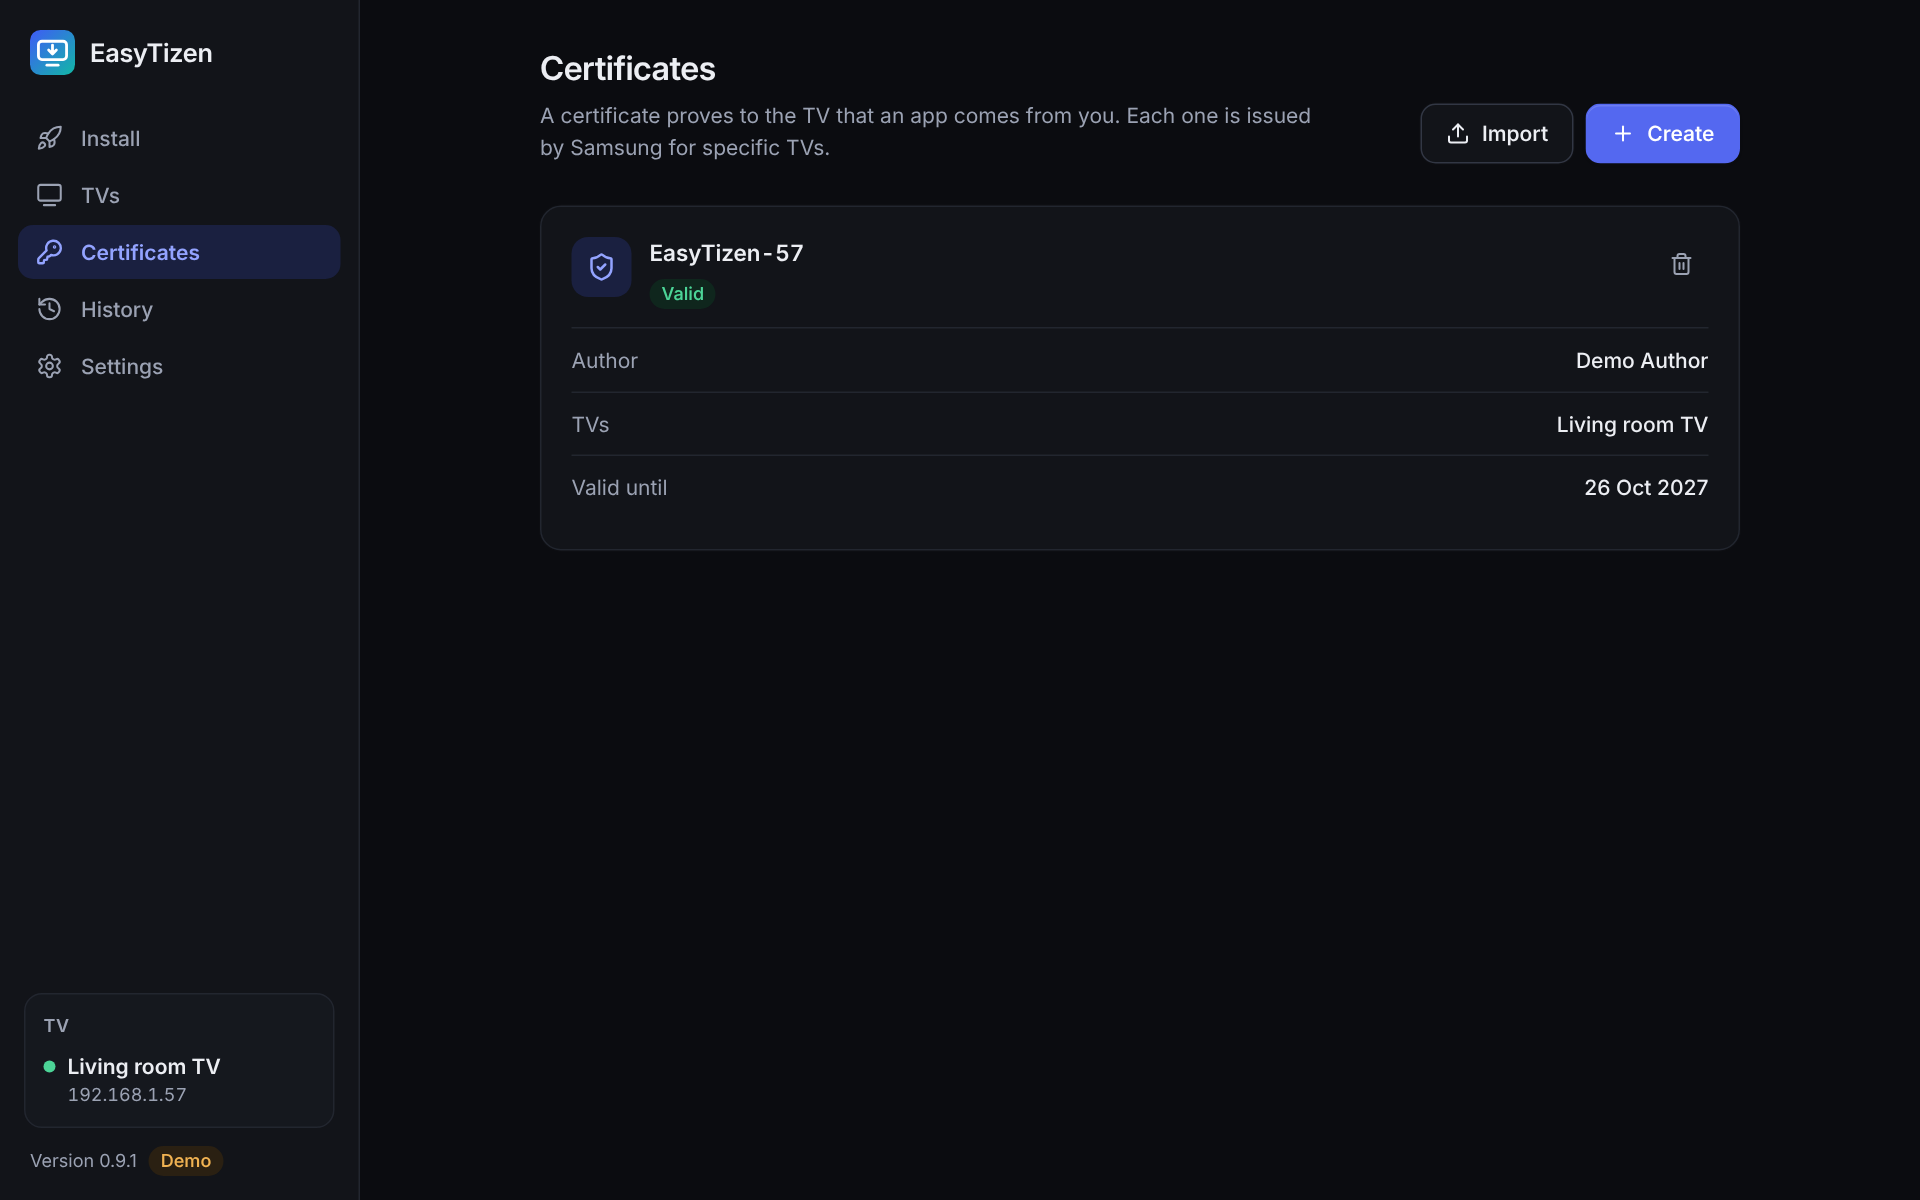 EasyTizen
Install
TVs
Certificates
History
Settings
TV
Living room TV
192.168.1.57
Version 0.9.1 Demo
Certificates
A certificate proves to the TV that an app comes from you. Each one is issued
by Samsung for specific TVs.
Import
Create
EasyTizen-57
Valid
Author Demo Author
TVs Living room TV
Valid until 26 Oct 2027